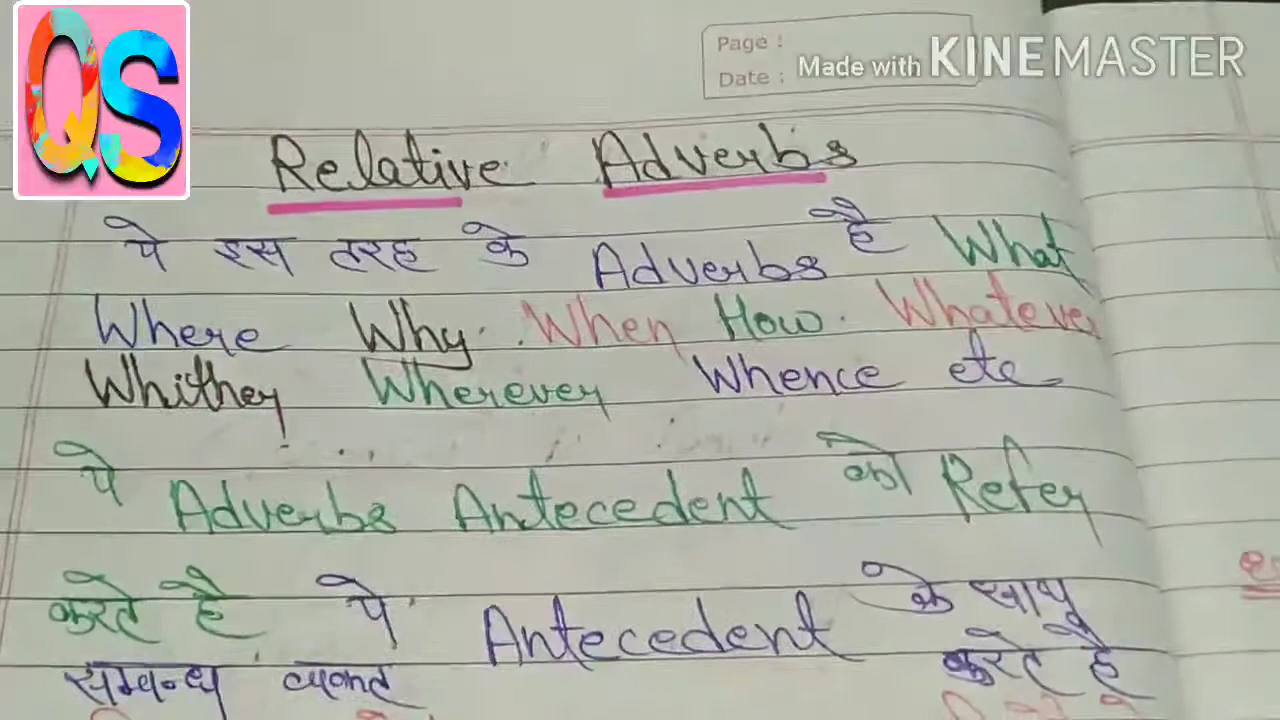 QS
Page :
Date :
Made with KINEMASTER
Relative Adverbs
ये इस तरह के Adverbs है What
Where Why. When How. Whatever
Whither Wherever Whence etc
ये Adverbs Antecedent को Refer
करते है ये Antecedent के साथ
सम्बन्ध व्यक्त करते है